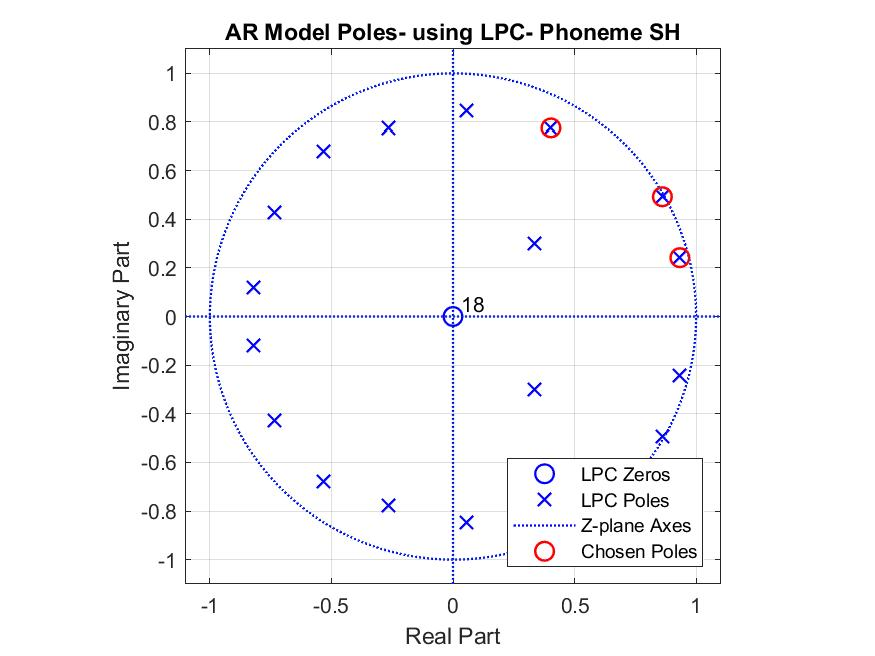 AR Model Poles- using LPC- Phoneme SH
1
0.8
0.6
0.4
0.2
0
-0.2
-0.4
-0.6
-0.8
-1
Imaginary Part
18
LPC Zeros
LPC Poles
Z-plane Axes
Chosen Poles
-1
-0.5
0
0.5
1
Real Part